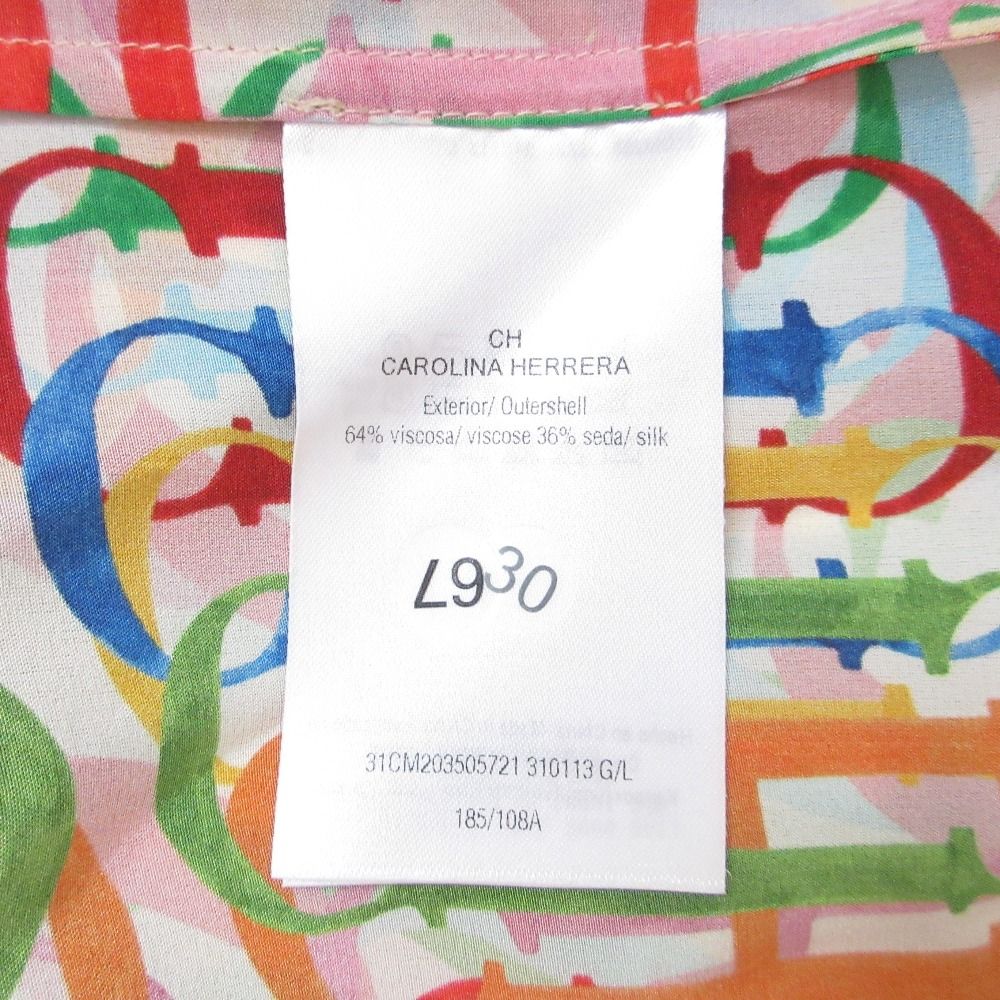 CH
CAROLINA HERRERA
Exterior/ Outershell
64% viscosa/ viscose 36% seda/ silk
L930
31CM203505721 310113 G/L
185/108A